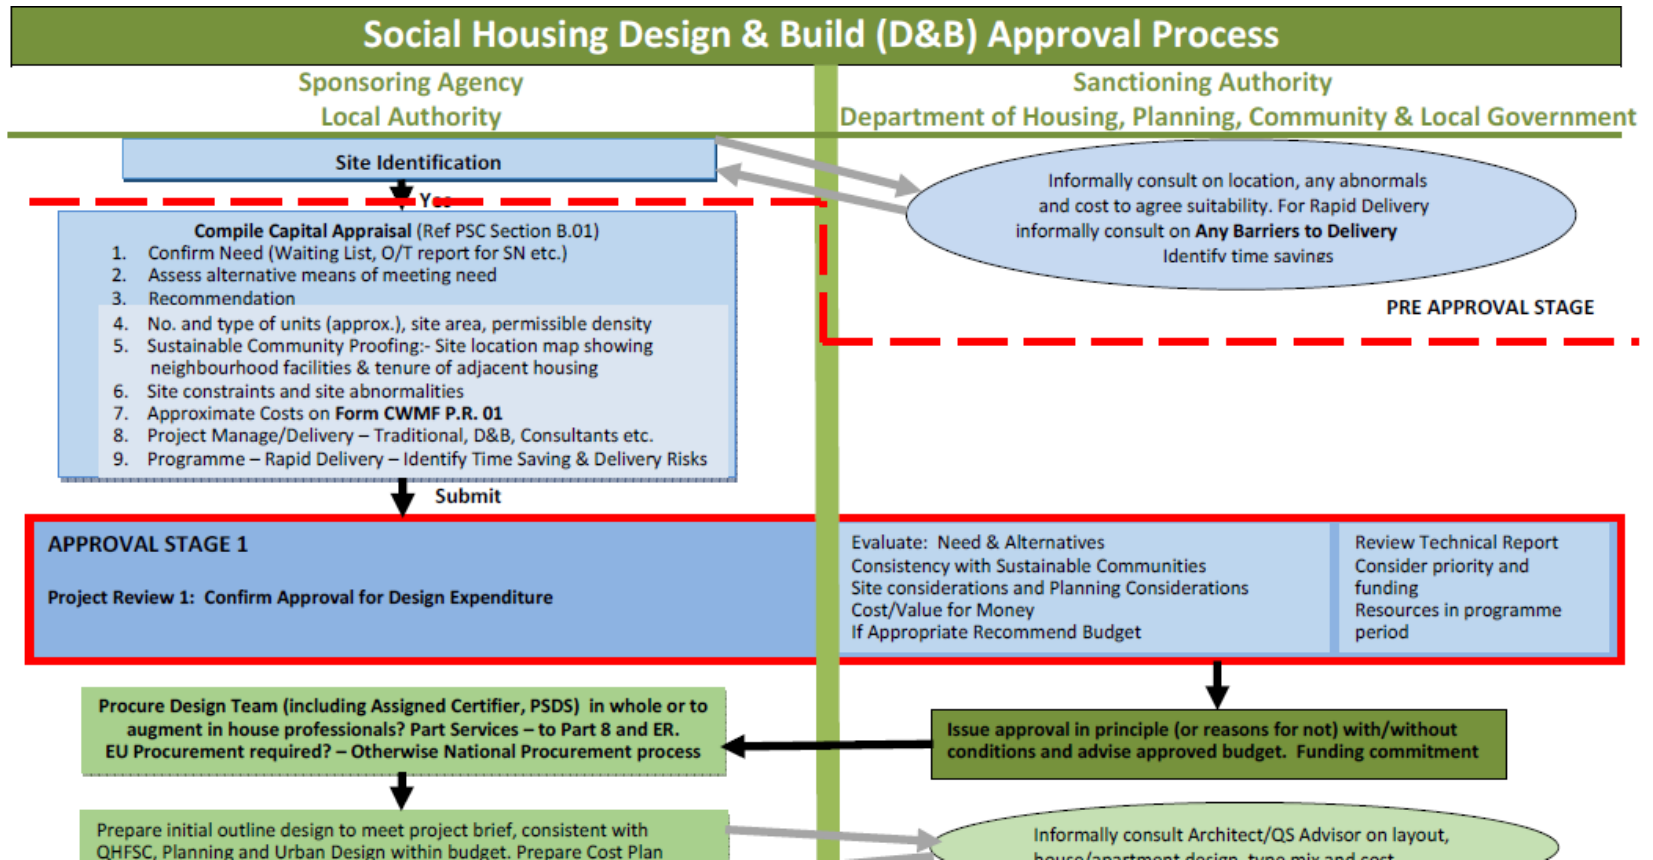 Social Housing Design & Build (D&B) Approval Process
Sponsoring Agency
Local Authority
Sanctioning Authority
Department of Housing, Planning, Community & Local Government
Site Identification
Yes
Informally consult on location, any abnormals
and cost to agree suitability. For Rapid Delivery
informally consult on Any Barriers to Delivery
Identify time savings
PRE APPROVAL STAGE
Compile Capital Appraisal (Ref PSC Section B.01)
1. Confirm Need (Waiting List, O/T report for SN etc.)
2. Assess alternative means of meeting need
3. Recommendation
4. No. and type of units (approx.), site area, permissible density
5. Sustainable Community Proofing:- Site location map showing
neighbourhood facilities & tenure of adjacent housing
6. Site constraints and site abnormalities
7. Approximate Costs on Form CWMF P.R. 01
8. Project Manage/Delivery – Traditional, D&B, Consultants etc.
9. Programme – Rapid Delivery – Identify Time Saving & Delivery Risks
Submit
APPROVAL STAGE 1
Project Review 1: Confirm Approval for Design Expenditure
Evaluate: Need & Alternatives
Consistency with Sustainable Communities
Site considerations and Planning Considerations
Cost/Value for Money
If Appropriate Recommend Budget
Review Technical Report
Consider priority and
funding
Resources in programme
period
Procure Design Team (including Assigned Certifier, PSDS) in whole or to
augment in house professionals? Part Services – to Part 8 and ER.
EU Procurement required? – Otherwise National Procurement process
Issue approval in principle (or reasons for not) with/without
conditions and advise approved budget. Funding commitment
Prepare initial outline design to meet project brief, consistent with
QHFSC, Planning and Urban Design within budget. Prepare Cost Plan
Informally consult Architect/QS Advisor on layout,
house/apartment design, type mix and cost